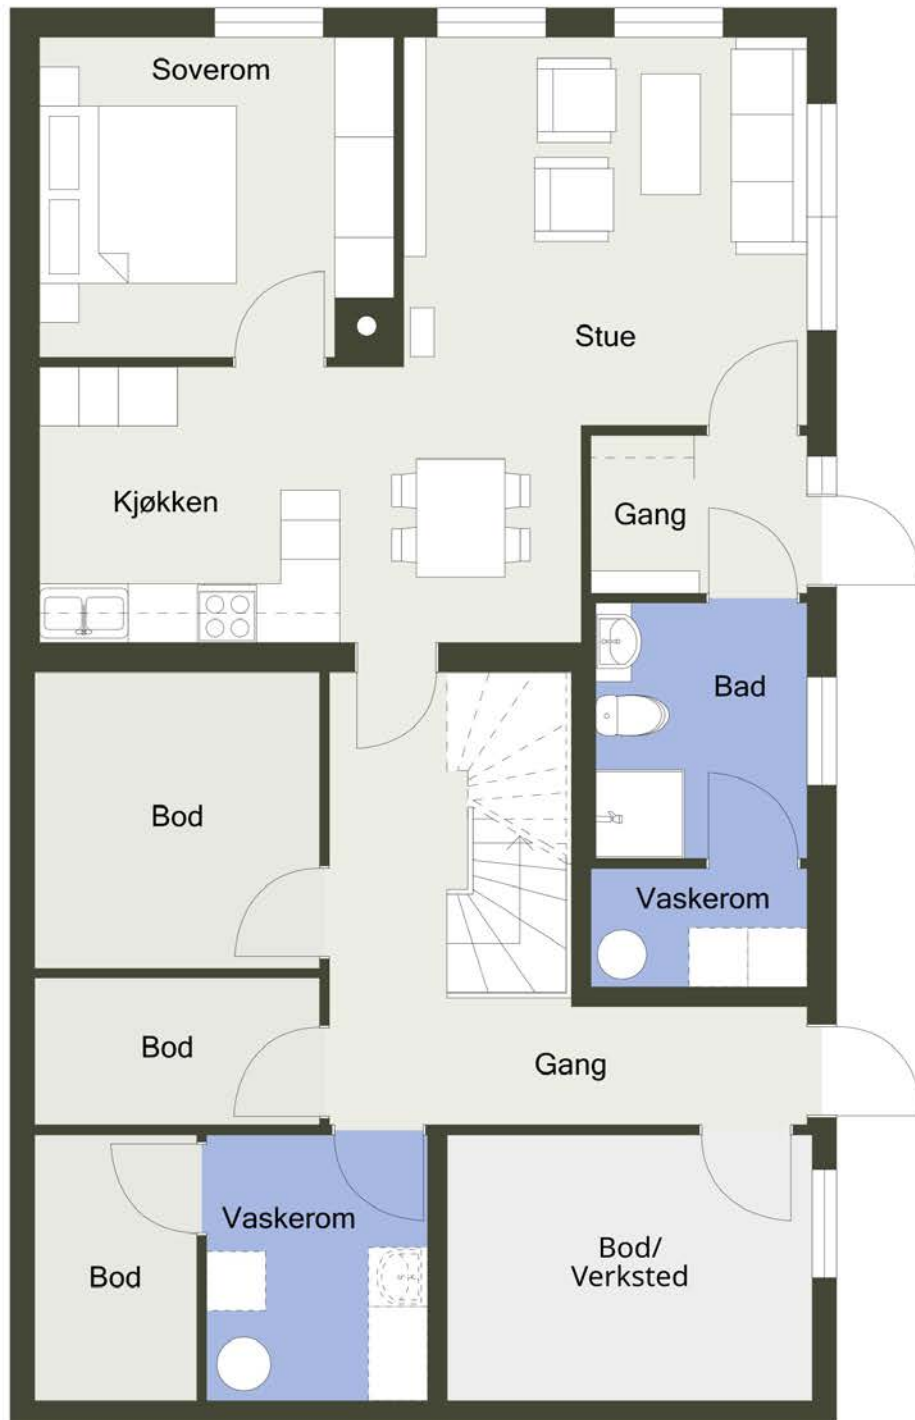 Soverom
Stue
Kjøkken
Gang
Bad
Bod
Vaskerom
Bod
Gang
Vaskerom
Bod
Bod/
Verksted